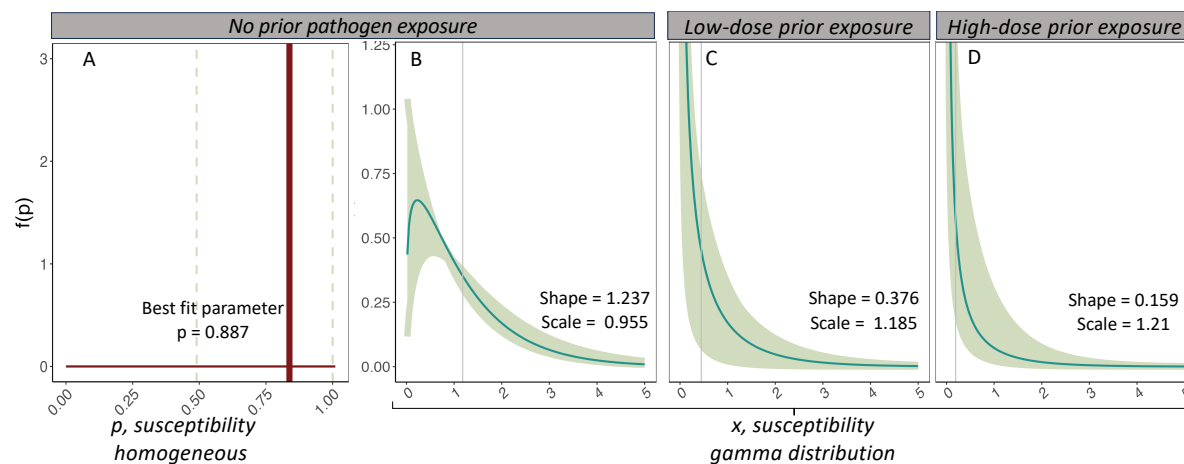 No prior pathogen exposure
Low-dose prior exposure
High-dose prior exposure
A
B
C
D
f(p)
3
2
1
0
Best fit parameter
p = 0.887
0.00
0.25
0.50
0.75
1.00
p, susceptibility
homogeneous
1.25
1.00
0.75
0.50
0.25
0.00
Shape = 1.237
Scale = 0.955
0
1
2
3
4
5
Shape = 0.376
Scale = 1.185
0
1
2
3
4
5
Shape = 0.159
Scale = 1.21
0
1
2
3
4
5
x, susceptibility
gamma distribution